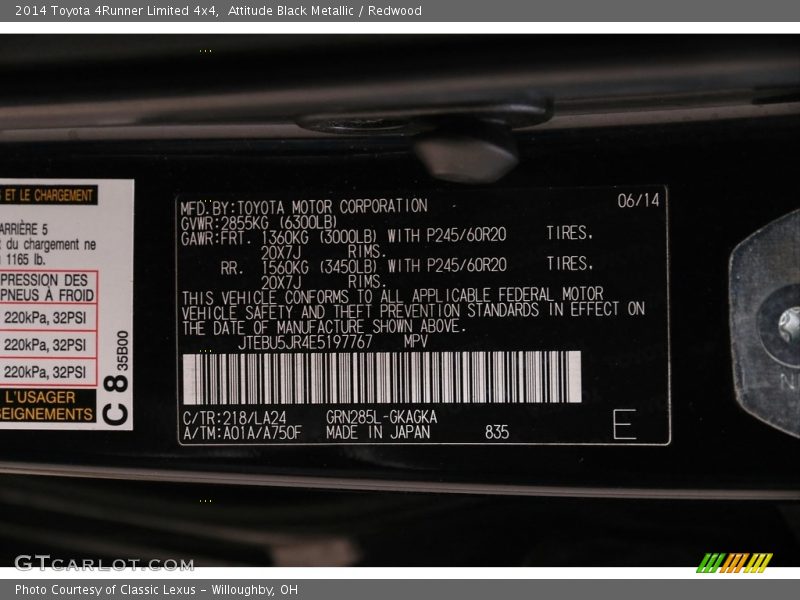 2014 Toyota 4Runner Limited 4x4,  Attitude Black Metallic / Redwood
ET LE CHARGEMENT
ARRIÈRE 5
du chargement ne
1165 lb.
PRESSION DES
PNEUS À FROID
220kPa, 32PSI
220kPa, 32PSI
220kPa, 32PSI
L'USAGER
SEIGNEMENTS
C 8 35B00
MFD.BY:TOYOTA MOTOR CORPORATION 06/14
GVWR:2855KG (6300LB)
GAWR:FRT. 1360KG (3000LB) WITH P245/60R20 TIRES.
20X7J RIMS.
RR. 1560KG (3450LB) WITH P245/60R20 TIRES.
20X7J RIMS.
THIS VEHICLE CONFORMS TO ALL APPLICABLE FEDERAL MOTOR
VEHICLE SAFETY AND THEFT PREVENTION STANDARDS IN EFFECT ON
THE DATE OF MANUFACTURE SHOWN ABOVE.
JTEBU5JR4E5197767 MPV
C/TR:218/LA24 GRN285L-GKAGKA
A/TM:A01A/A750F MADE IN JAPAN 835 E
N
GTCARLOT.COM
Photo Courtesy of Classic Lexus - Willoughby, OH